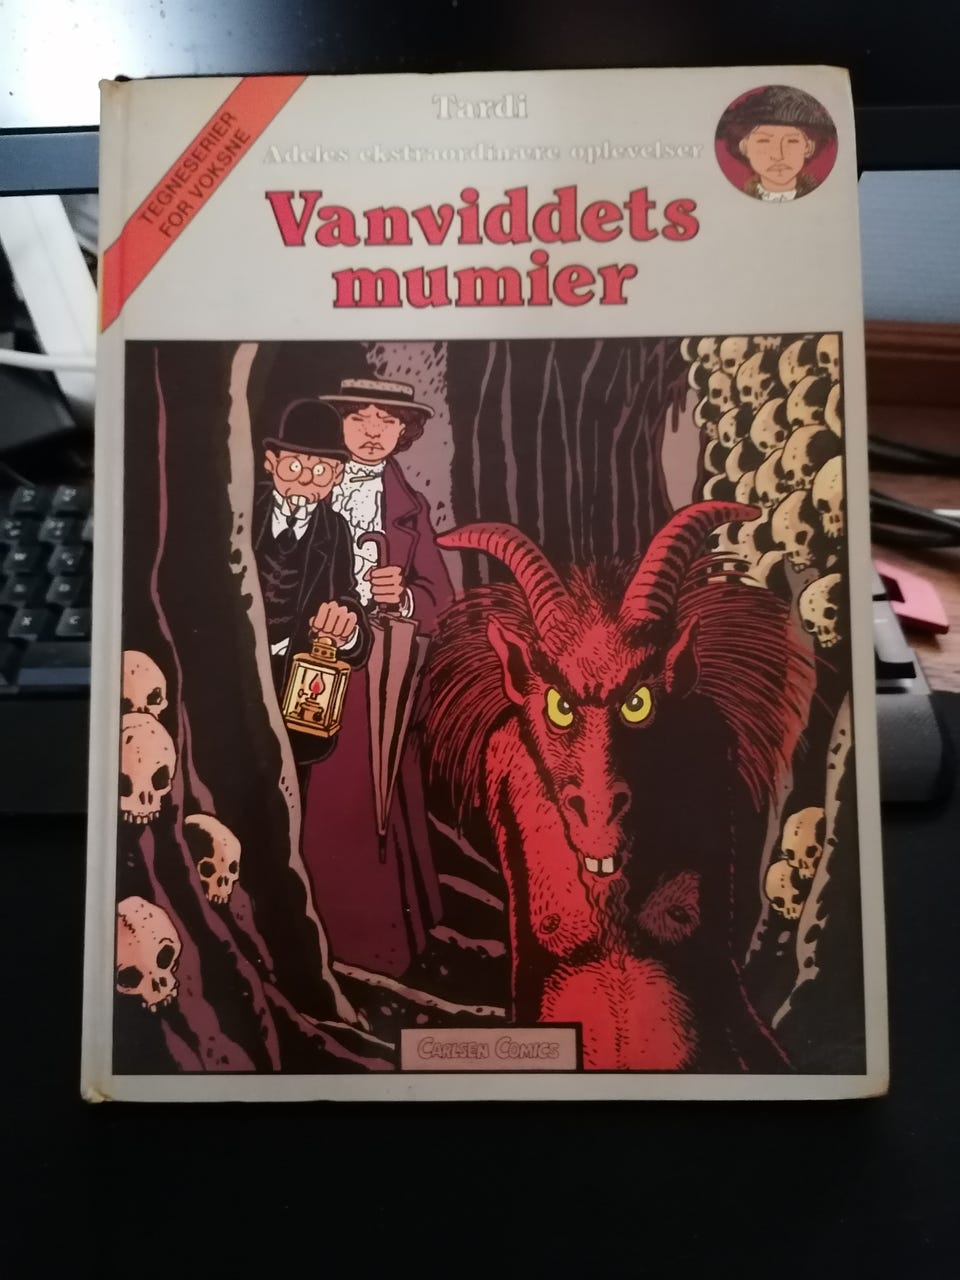 TEGNESERIER
FOR VOKSNE
Tardi
Adeles ekstraordinære oplevelser
Vanviddets
mumier
CARLSEN COMICS